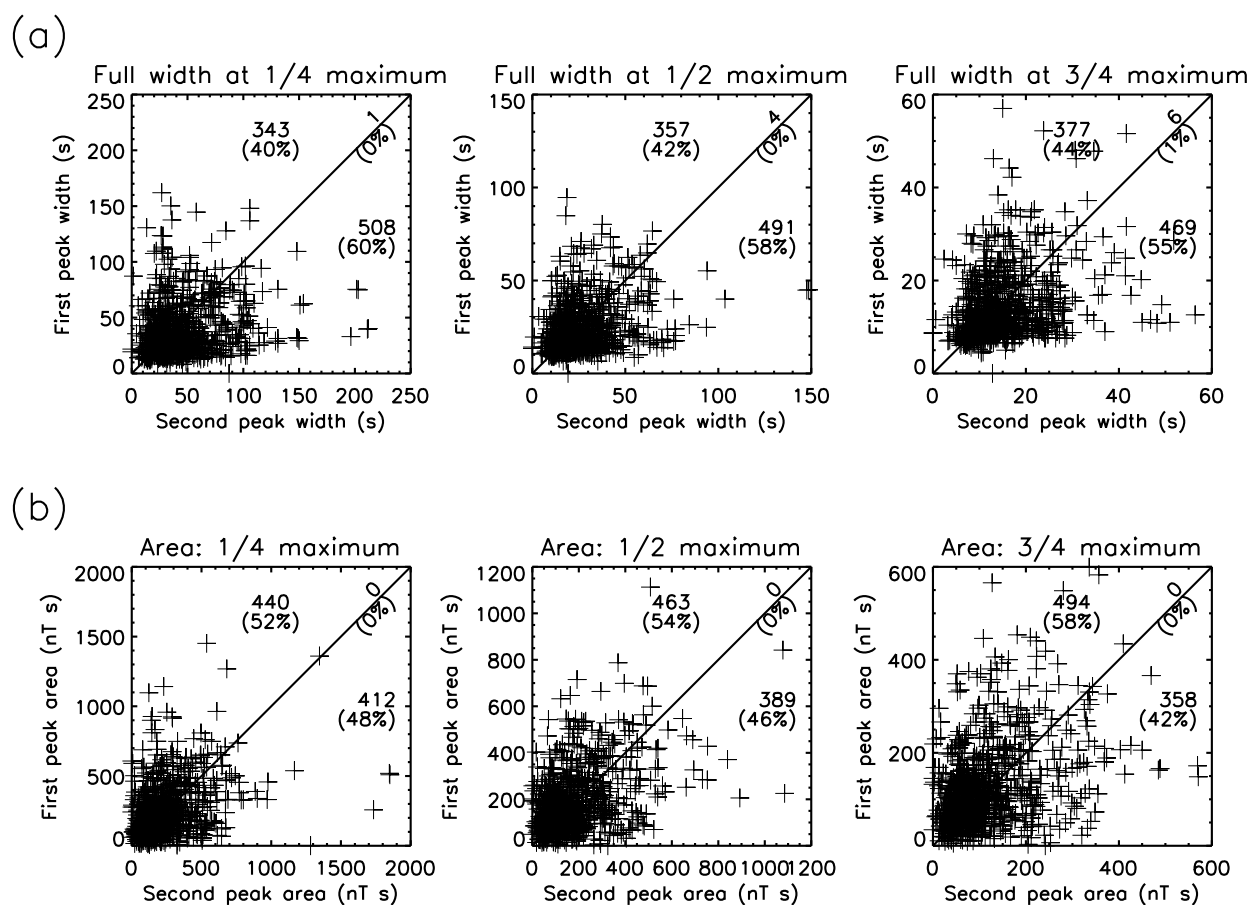 (a)
Full width at 1/4 maximum
250
200
150
100
50
0
First peak width (s)
343
(40%)
1
(0%)
508
(60%)
0 50 100 150 200 250
Second peak width (s)
Full width at 1/2 maximum
150
100
50
0
First peak width (s)
357
(42%)
4
(0%)
491
(58%)
0 50 100 150
Second peak width (s)
Full width at 3/4 maximum
60
40
20
0
First peak width (s)
377
(44%)
6
(1%)
469
(55%)
0 20 40 60
Second peak width (s)
(b)
Area: 1/4 maximum
2000
1500
1000
500
0
First peak area (nT s)
440
(52%)
0
(0%)
412
(48%)
0 500 1000 1500 2000
Second peak area (nT s)
Area: 1/2 maximum
1200
1000
800
600
400
200
0
First peak area (nT s)
463
(54%)
0
(0%)
389
(46%)
0 200 400 600 800 1000 1200
Second peak area (nT s)
Area: 3/4 maximum
600
400
200
0
First peak area (nT s)
494
(58%)
0
(0%)
358
(42%)
0 200 400 600
Second peak area (nT s)